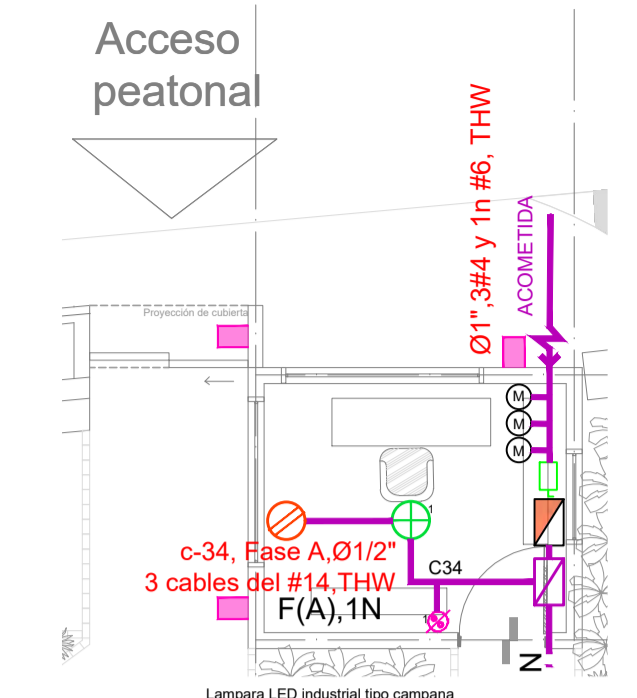 Acceso
peatonal
Ø1",3#4 y 1n #6, THW
ACOMETIDA
Proyección de cubierta
M
M
M
1
c-34, Fase A,Ø1/2"
3 cables del #14,THW
C34
F(A),1N
1
N
Lampara LED industrial tipo campana